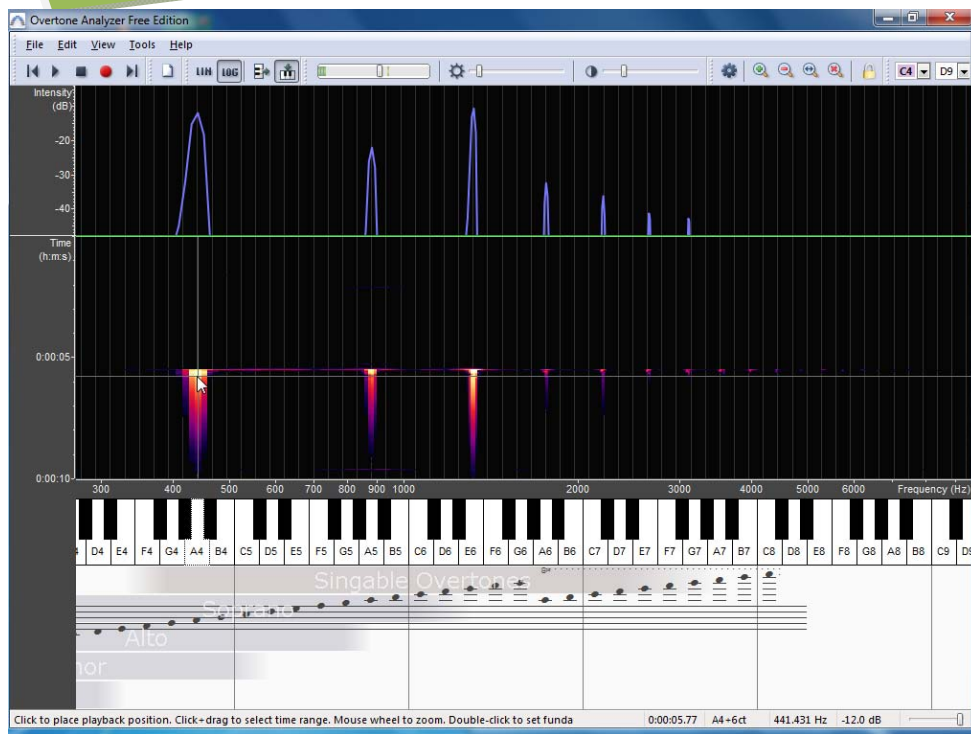 Overtone Analyzer Free Edition
File Edit View Tools Help
LIN LOG C4 D9
Intensity
(dB)
-20
-30
-40
Time
(h:m:s)
0:00:05
0:00:10
300 400 500 600 700 800 900 1000 2000 3000 4000 5000 6000 Frequency (Hz)
D4 E4 F4 G4 A4 B4 C5 D5 E5 F5 G5 A5 B5 C6 D6 E6 F6 G6 A6 B6 C7 D7 E7 F7 G7 A7 B7 C8 D8 E8 F8 G8 A8 B8 C9
Singable Overtones
Soprano
Alto
nor
Click to place playback position. Click+drag to select time range. Mouse wheel to zoom. Double-click to set funda 0:00:05.77 A4+6ct 441.431 Hz -12.0 dB